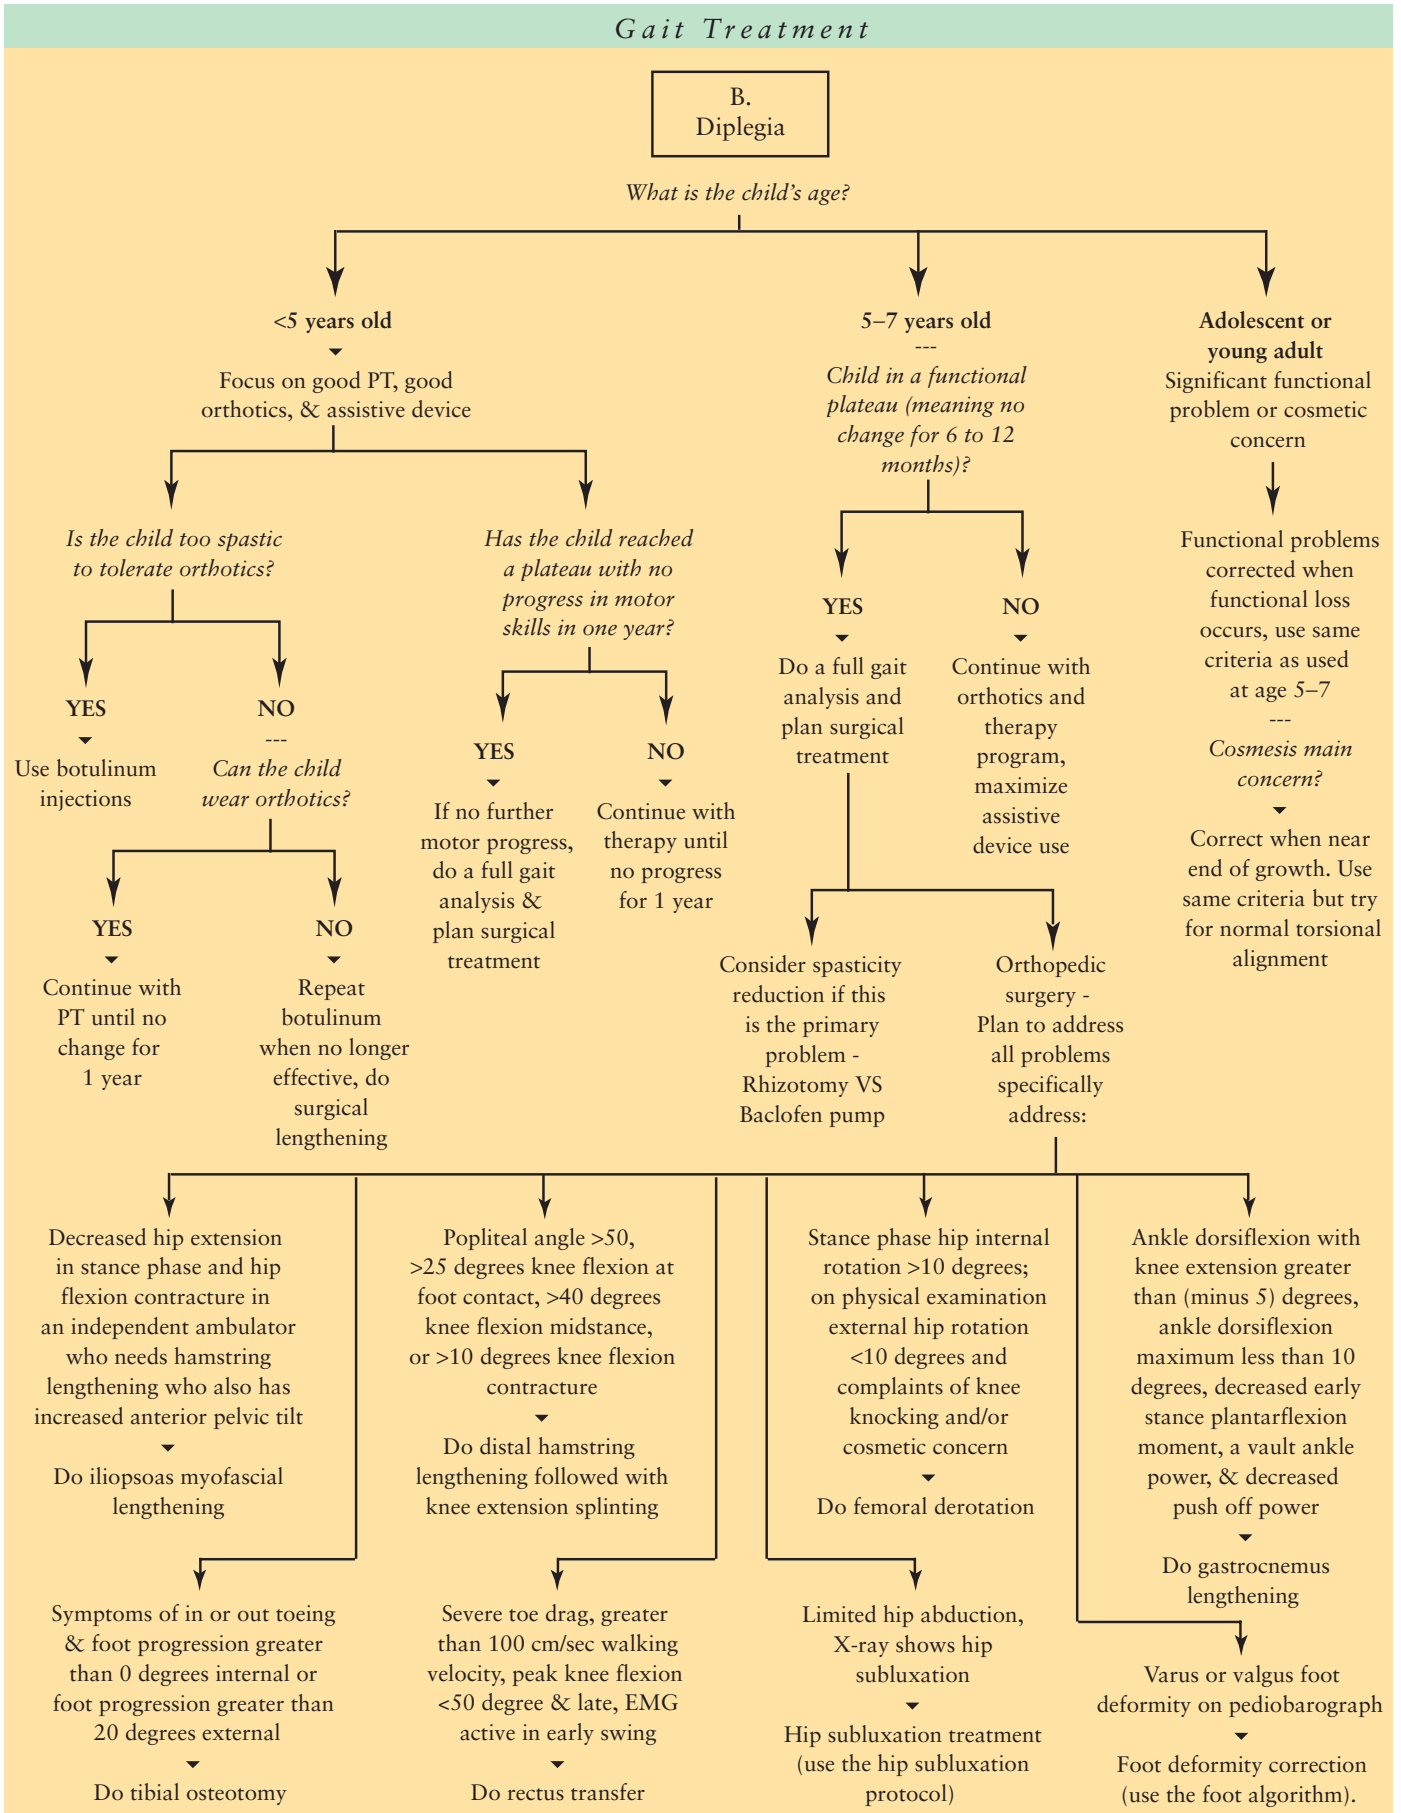 Gait Treatment
B.
Diplegia
What is the child's age?
<5 years old
Focus on good PT, good
orthotics, & assistive device
Is the child too spastic
to tolerate orthotics?
YES
Use botulinum
injections
NO
---
Can the child
wear orthotics?
YES
Continue with
PT until no
change for
1 year
NO
Repeat
botulinum
when no longer
effective, do
surgical
lengthening
Has the child reached
a plateau with no
progress in motor
skills in one year?
YES
If no further
motor progress,
do a full gait
analysis &
plan surgical
treatment
NO
Continue with
therapy until
no progress
for 1 year
5–7 years old
---
Child in a functional
plateau (meaning no
change for 6 to 12
months)?
YES
Do a full gait
analysis and
plan surgical
treatment
NO
Continue with
orthotics and
therapy
program,
maximize
assistive
device use
Consider spasticity
reduction if this
is the primary
problem -
Rhizotomy VS
Baclofen pump
Orthopedic
surgery -
Plan to address
all problems
specifically
address:
Adolescent or
young adult
Significant functional
problem or cosmetic
concern
Functional problems
corrected when
functional loss
occurs, use same
criteria as used
at age 5–7
---
Cosmesis main
concern?
Correct when near
end of growth. Use
same criteria but try
for normal torsional
alignment
Decreased hip extension
in stance phase and hip
flexion contracture in
an independent ambulator
who needs hamstring
lengthening who also has
increased anterior pelvic tilt
Do iliopsoas myofascial
lengthening
Popliteal angle >50,
>25 degrees knee flexion at
foot contact, >40 degrees
knee flexion midstance,
or >10 degrees knee flexion
contracture
Do distal hamstring
lengthening followed with
knee extension splinting
Stance phase hip internal
rotation >10 degrees;
on physical examination
external hip rotation
<10 degrees and
complaints of knee
knocking and/or
cosmetic concern
Do femoral derotation
Ankle dorsiflexion with
knee extension greater
than (minus 5) degrees,
ankle dorsiflexion
maximum less than 10
degrees, decreased early
stance plantarflexion
moment, a vault ankle
power, & decreased
push off power
Do gastrocnemus
lengthening
Symptoms of in or out toeing
& foot progression greater
than 0 degrees internal or
foot progression greater than
20 degrees external
Do tibial osteotomy
Severe toe drag, greater
than 100 cm/sec walking
velocity, peak knee flexion
<50 degree & late, EMG
active in early swing
Do rectus transfer
Limited hip abduction,
X-ray shows hip
subluxation
Hip subluxation treatment
(use the hip subluxation
protocol)
Varus or valgus foot
deformity on pediobarograph
Foot deformity correction
(use the foot algorithm).